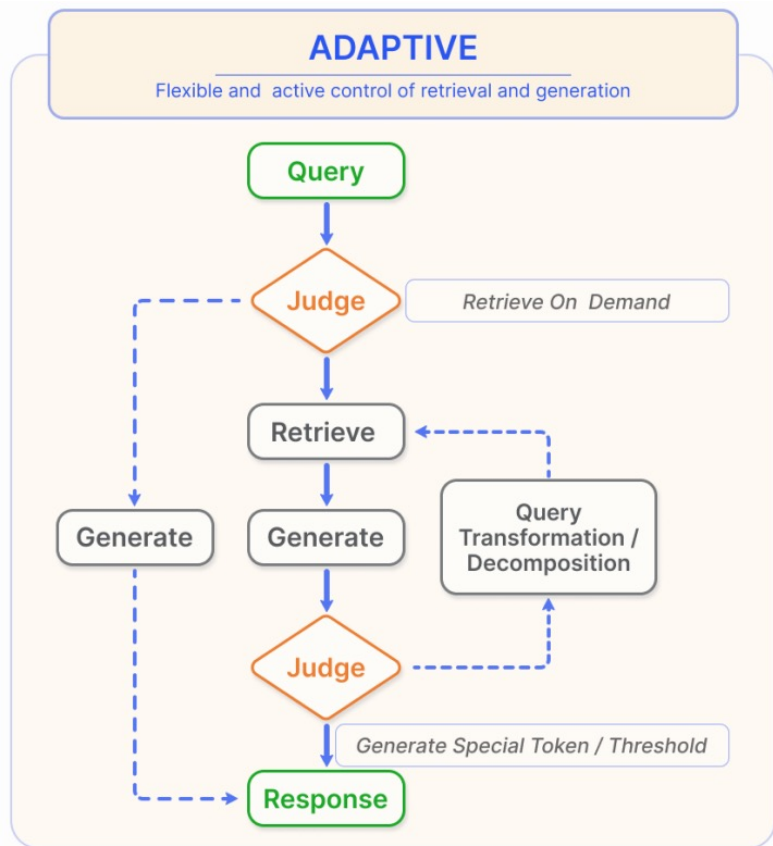 ADAPTIVE
Flexible and active control of retrieval and generation
Query
Judge
Retrieve On Demand
Retrieve
Generate
Generate
Query
Transformation /
Decomposition
Judge
Generate Special Token / Threshold
Response